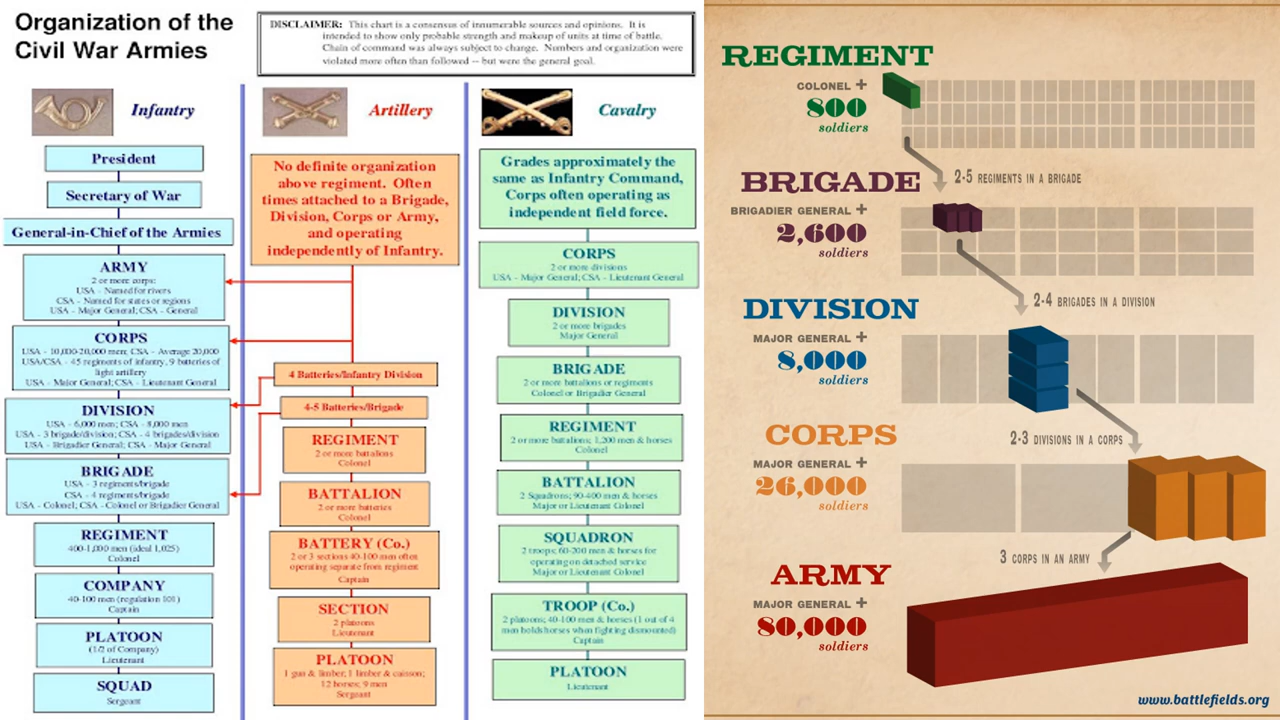 Organization of the
Civil War Armies
DISCLAIMER: This chart is a consensus of innumerable sources and opinions. It is
intended to show only probable strength and makeup of units at time of battle.
Chain of command was always subject to change. Numbers and organization were
violated more often than followed -- but were the general goal.
Infantry
President
Secretary of War
General-in-Chief of the Armies
ARMY
2 or more corps:
USA - Named for rivers
CSA - Named for states or regions
USA - Major General; CSA - General
CORPS
USA - 10,000-20,000 men; CSA - Average 20,000
USA/CSA - 45 regiments of infantry, 9 batteries of
light artillery
USA - Major General; CSA - Lieutenant General
DIVISION
USA - 6,000 men; CSA - 8,000 men
USA - 3 brigade/division; CSA - 4 brigades/division
USA - Brigadier General; CSA - Major General
BRIGADE
USA - 3 regiments/brigade
CSA - 4 regiments/brigade
USA - Colonel; CSA - Colonel or Brigadier General
REGIMENT
400-1,000 men (ideal 1,025)
Colonel
COMPANY
40-100 men (regulation 101)
Captain
PLATOON
(1/2 of Company)
Lieutenant
SQUAD
Sergeant
Artillery
No definite organization
above regiment. Often
times attached to a Brigade,
Division, Corps or Army,
and operating
independently of Infantry.
4 Batteries/Infantry Division
4-5 Batteries/Brigade
REGIMENT
2 or more batallions
Colonel
BATTALION
2 or more batteries
Colonel
BATTERY (Co.)
2 or 3 sections 40-100 men often
operating separate from regiment
Captain
SECTION
2 platoons
Lieutenant
PLATOON
1 gun & limber; 1 limber & caisson;
12 horses; 9 men
Sergeant
Cavalry
Grades approximately the
same as Infantry Command,
Corps often operating as
independent field force.
CORPS
2 or more divisions
USA - Major General; CSA - Lieutenant General
DIVISION
2 or more brigades
Major General
BRIGADE
2 or more battalions or regiments
Colonel or Brigadier General
REGIMENT
2 or more battalions; 1,200 men & horses
Colonel
BATTALION
2 Squadrons; 90-400 men & horses
Major or Lieutenant Colonel
SQUADRON
2 troops; 60-200 men & horses for
operating on detached service
Major or Lieutenant Colonel
TROOP (Co.)
2 platoons; 40-100 men & horses (1 out of 4
men holds horses when fighting dismounted)
Captain
PLATOON
Lieutenant
REGIMENT
COLONEL +
800
soldiers
2-5 REGIMENTS IN A BRIGADE
BRIGADE
BRIGADIER GENERAL +
2,600
soldiers
2-4 BRIGADES IN A DIVISION
DIVISION
MAJOR GENERAL +
8,000
soldiers
2-3 DIVISIONS IN A CORPS
CORPS
MAJOR GENERAL +
26,000
soldiers
3 CORPS IN AN ARMY
ARMY
MAJOR GENERAL +
80,000
soldiers
www.battlefields.org